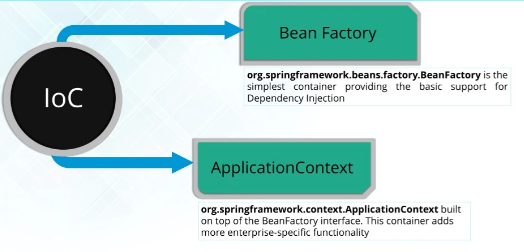 Bean Factory
org.springframework.beans.factory.BeanFactory is the
simplest container providing the basic support for
Dependency Injection
IoC
ApplicationContext
org.springframework.context.ApplicationContext built
on top of the BeanFactory interface. This container adds
more enterprise-specific functionality